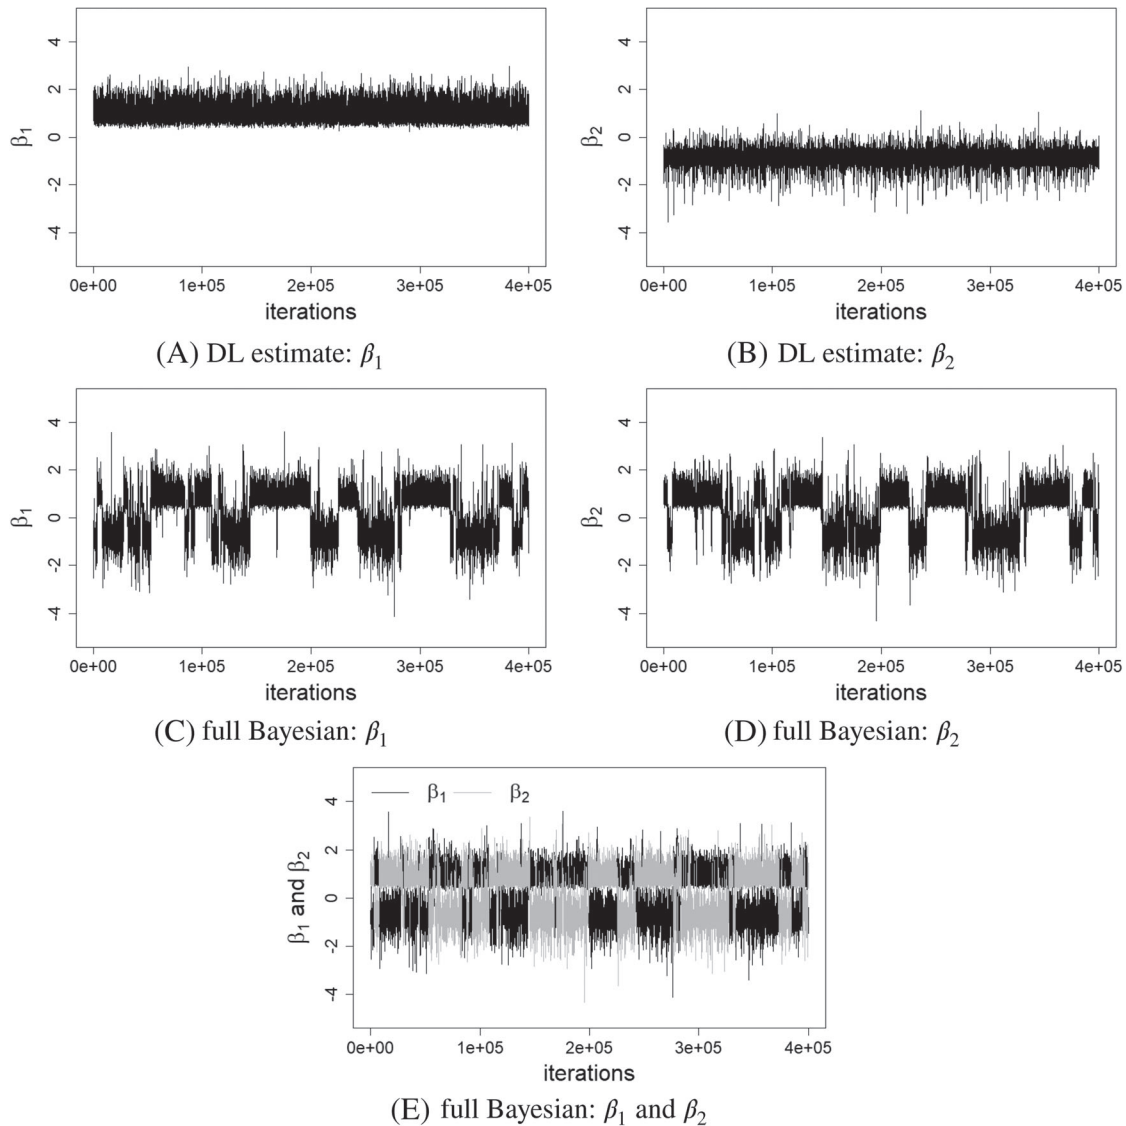 4
2
0
-2
-4
β1
0e+00 1e+05 2e+05 3e+05 4e+05
iterations
(A) DL estimate: β1
4
2
0
-2
-4
β2
0e+00 1e+05 2e+05 3e+05 4e+05
iterations
(B) DL estimate: β2
4
2
0
-2
-4
β1
0e+00 1e+05 2e+05 3e+05 4e+05
iterations
(C) full Bayesian: β1
4
2
0
-2
-4
β2
0e+00 1e+05 2e+05 3e+05 4e+05
iterations
(D) full Bayesian: β2
β1 β2
4
2
0
-2
-4
β1 and β2
0e+00 1e+05 2e+05 3e+05 4e+05
iterations
(E) full Bayesian: β1 and β2